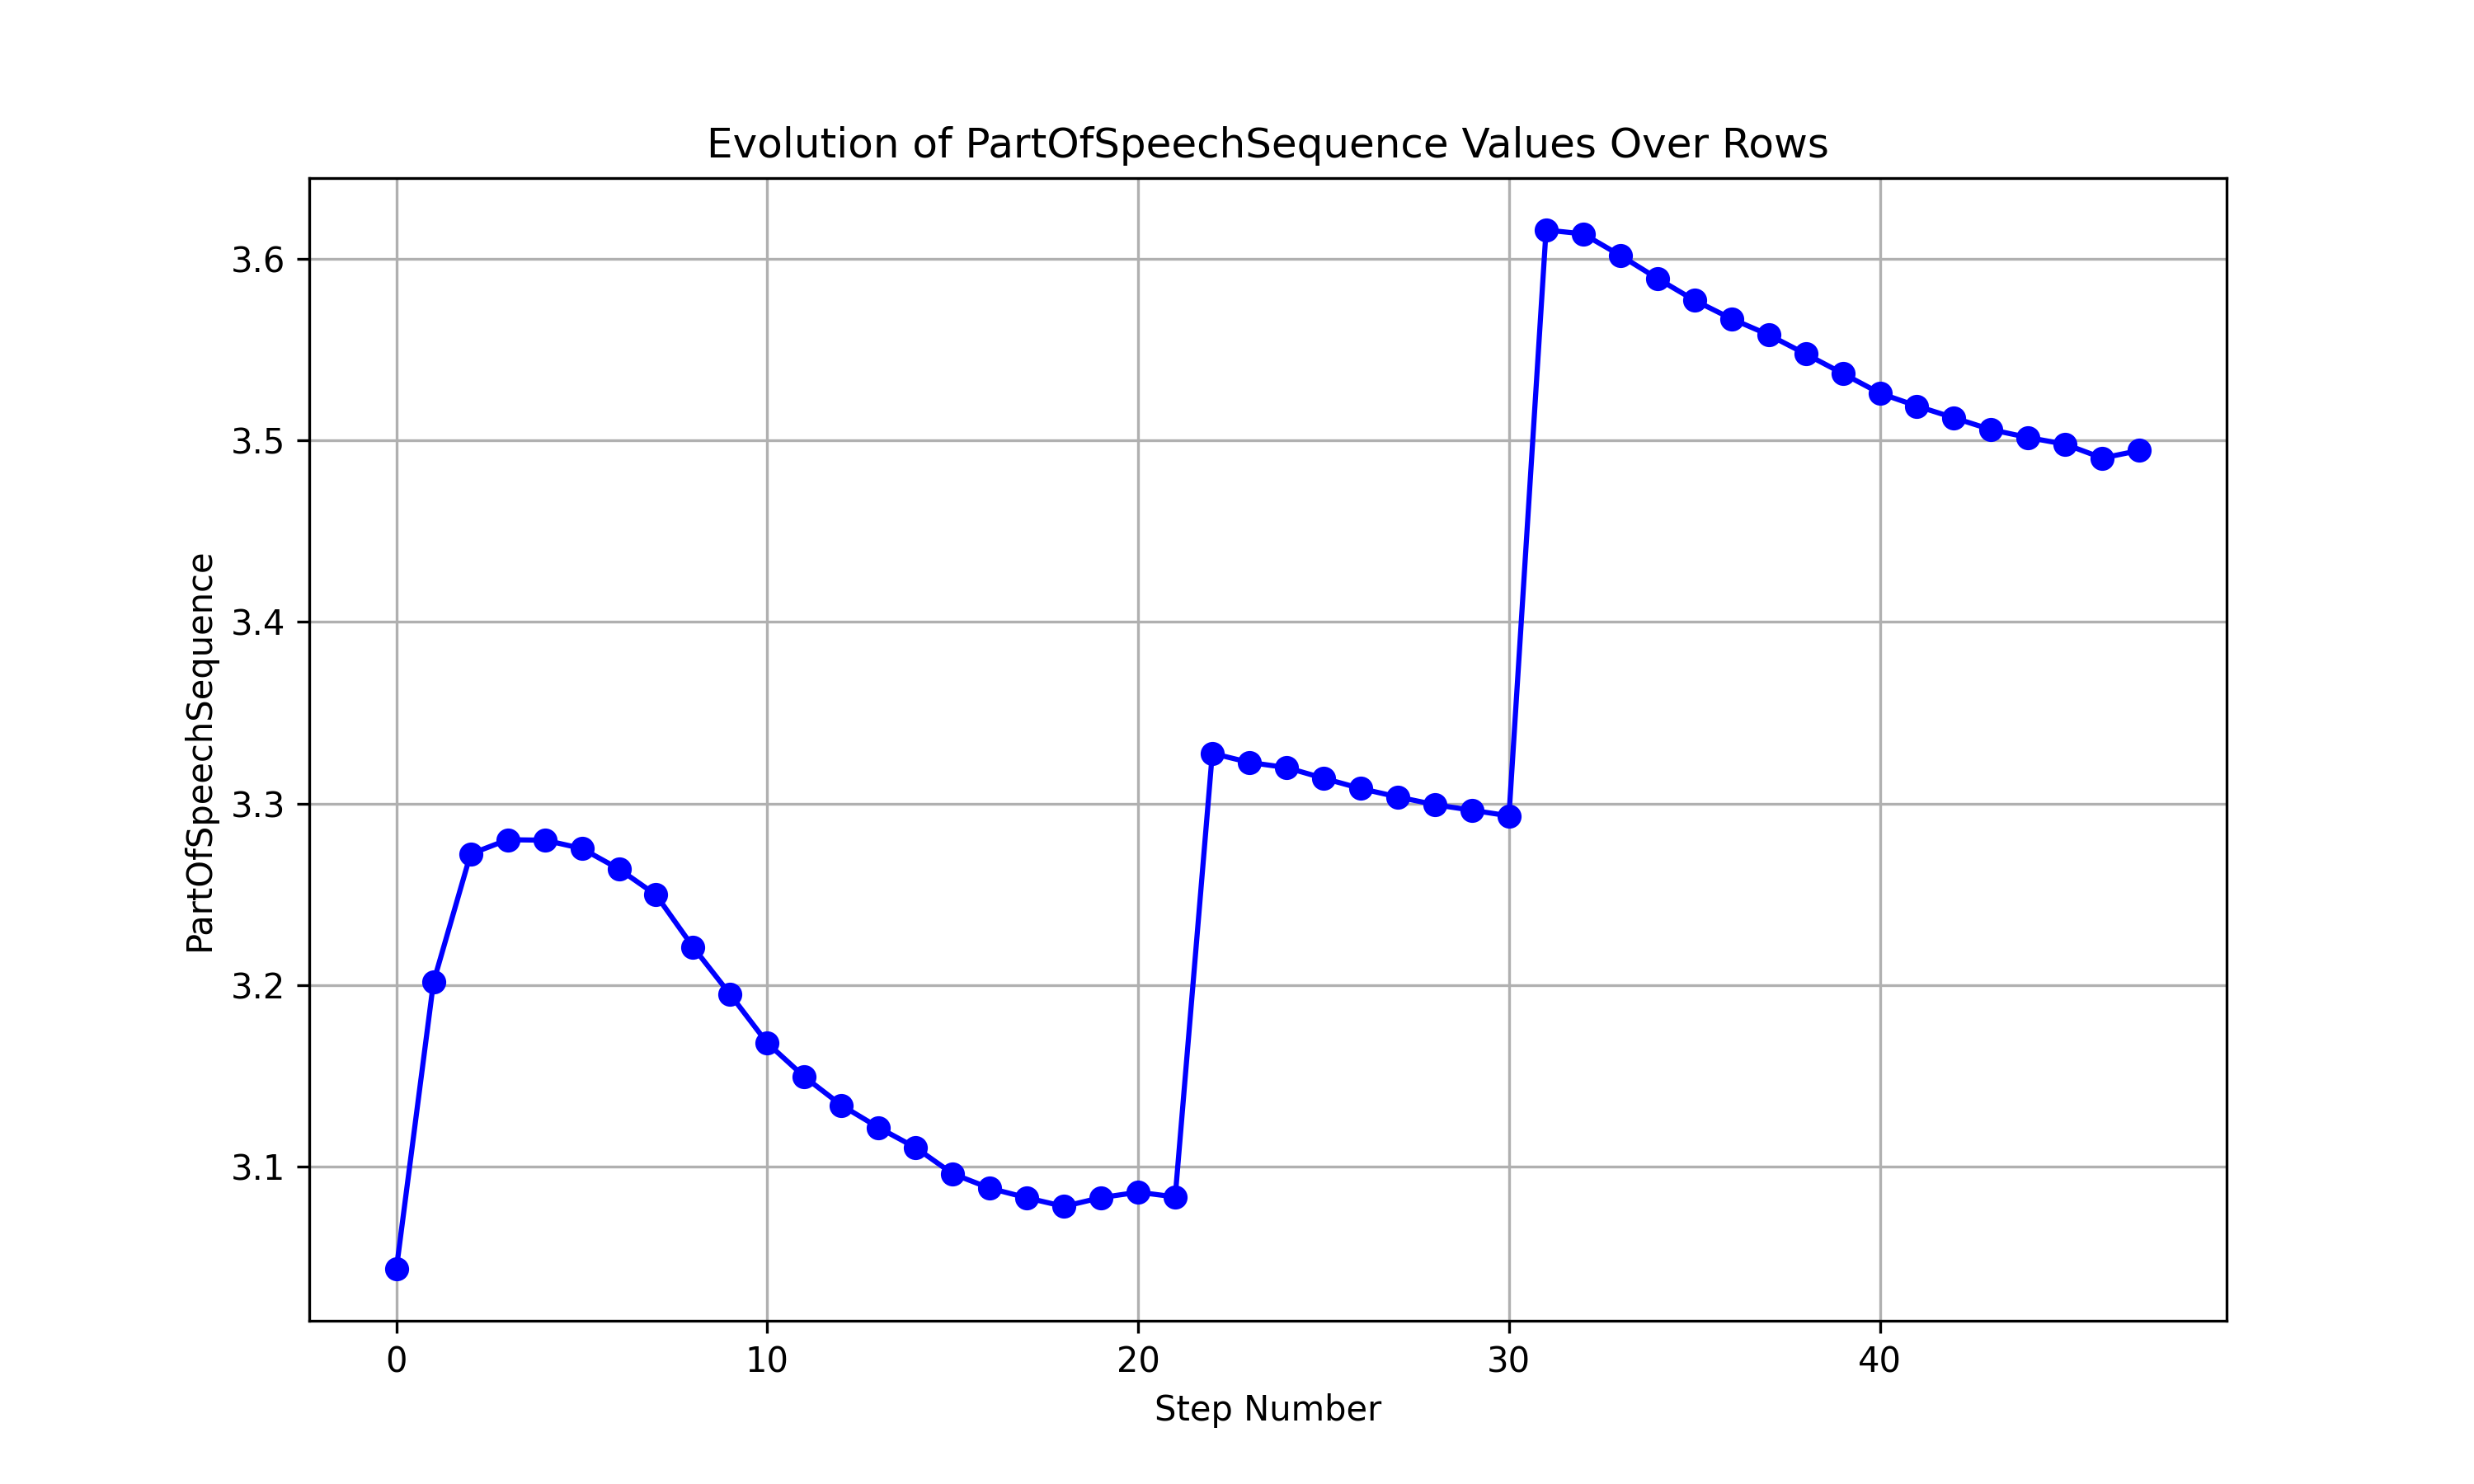 Evolution of PartOfSpeechSequence Values Over Rows
PartOfSpeechSequence
3.6
3.5
3.4
3.3
3.2
3.1
0 10 20 30 40
Step Number